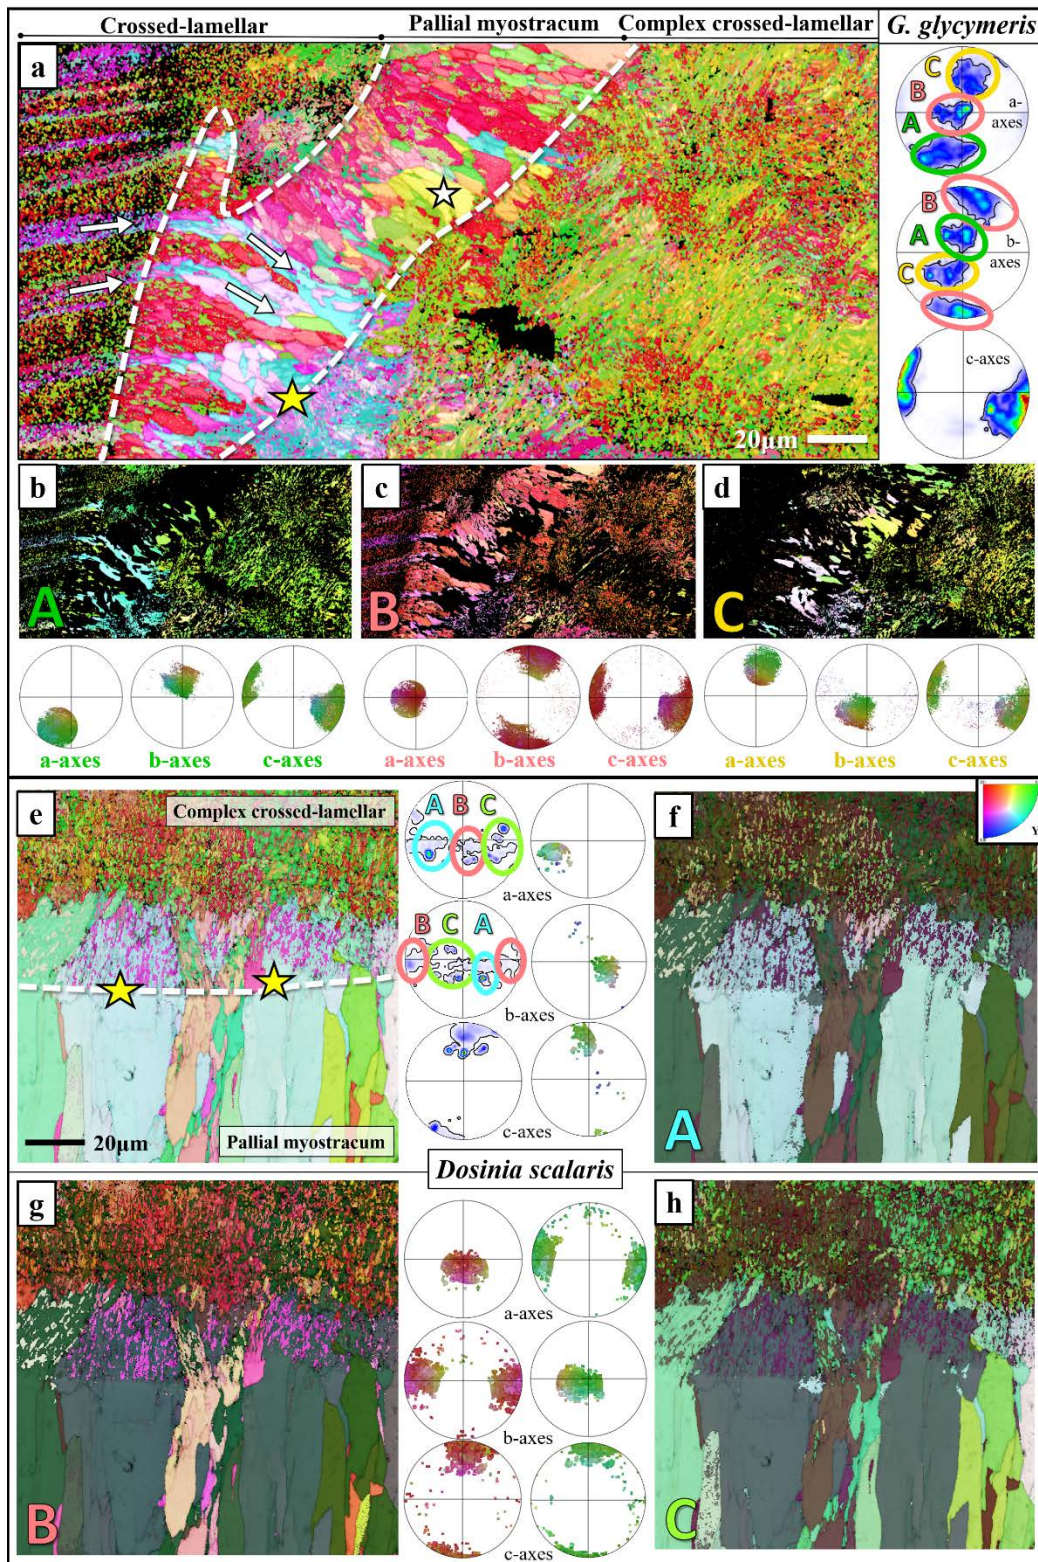 Crossed-lamellar
Pallial myostracum
Complex crossed-lamellar
G. glycymeris
a
20µm
C
B
A
a-
axes
B
A
C
b-
axes
c-axes
b
A
c
B
d
C
a-axes
b-axes
c-axes
a-axes
b-axes
c-axes
a-axes
b-axes
c-axes
e
Complex crossed-lamellar
20µm
Pallial myostracum
A
B
C
a-axes
B
C
A
b-axes
c-axes
f
A
Dosinia scalaris
g
B
a-axes
b-axes
c-axes
h
C